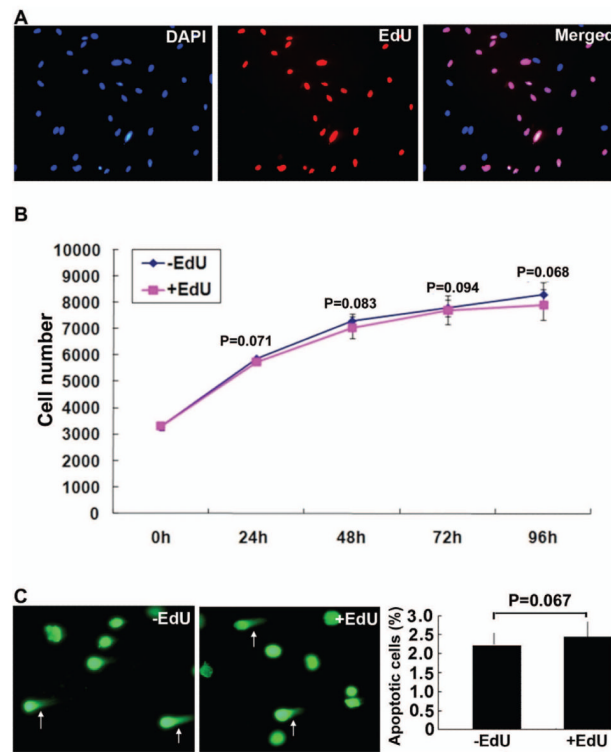 A
DAPI
EdU
Merged
B
10000
9000
8000
7000
6000
5000
4000
3000
2000
1000
0
Cell number
-EdU
+EdU
P=0.071
P=0.083
P=0.094
P=0.068
0h
24h
48h
72h
96h
C
-EdU
+EdU
Apoptotic cells (%)
3.0
2.5
2.0
1.5
1.0
0.5
0
P=0.067
-EdU
+EdU